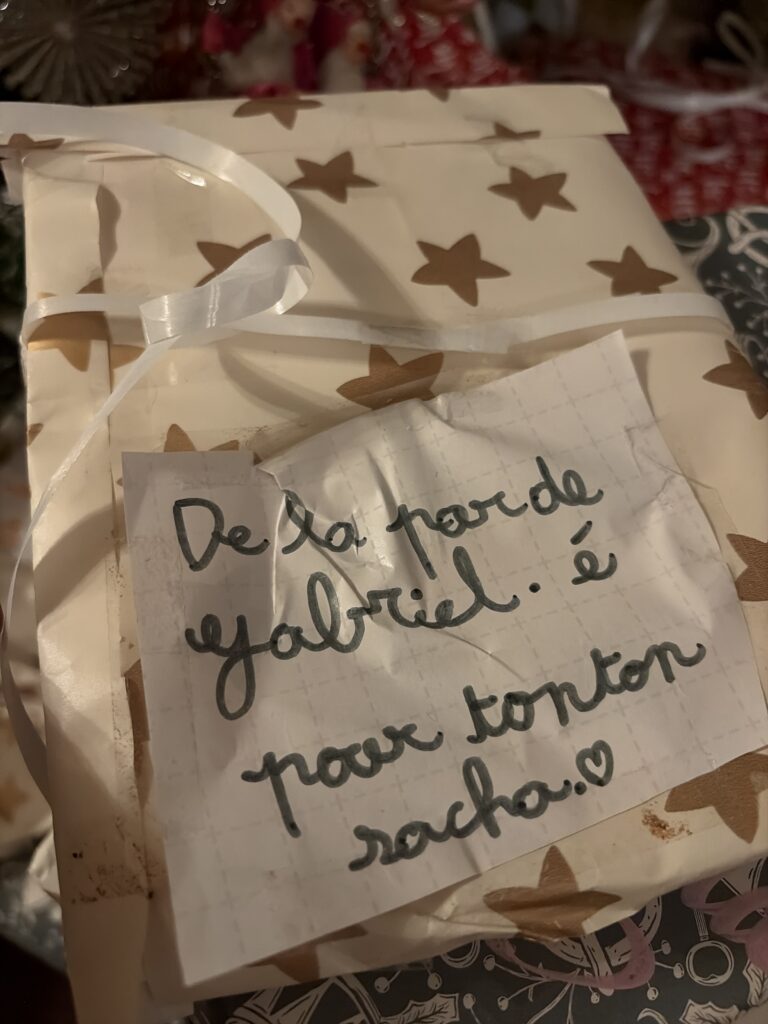 De la par de
gabriel. é
pour tonton
sacha.♡